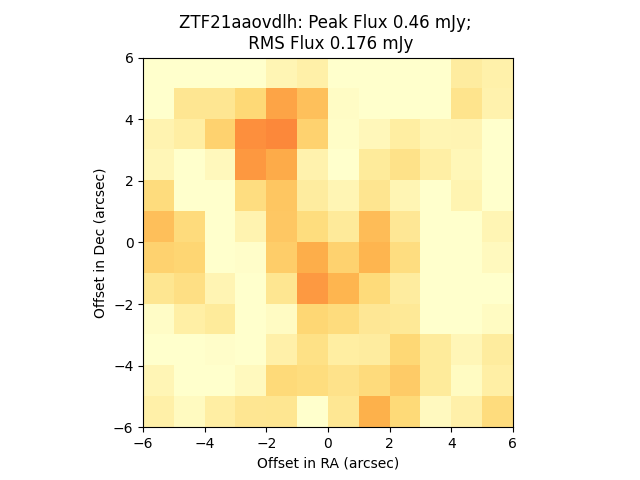 ZTF21aaovdlh: Peak Flux 0.46 mJy;
RMS Flux 0.176 mJy
6
4
2
0
−2
−4
−6
Offset in Dec (arcsec)
−6 −4 −2 0 2 4 6
Offset in RA (arcsec)